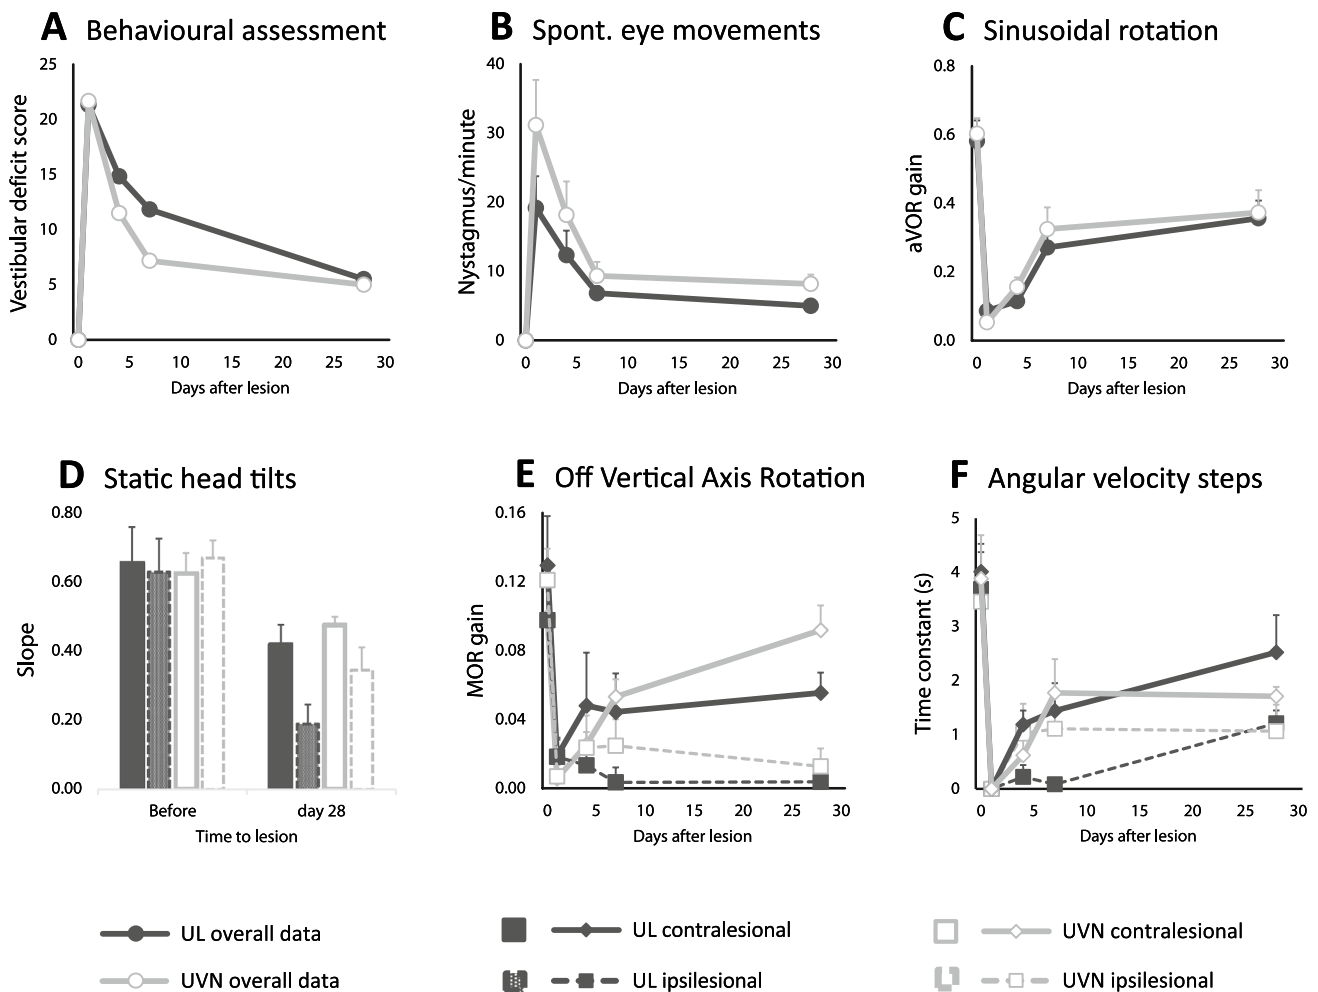 A Behavioural assessment
Vestibular deficit score
25
20
15
10
5
0
0 5 10 15 20 25 30
Days after lesion
B Spont. eye movements
Nystagmus/minute
40
30
20
10
0
0 5 10 15 20 25 30
Days after lesion
C Sinusoidal rotation
aVOR gain
0.8
0.6
0.4
0.2
0.0
0 5 10 15 20 25 30
Days after lesion
D Static head tilts
Slope
0.80
0.60
0.40
0.20
0.00
Before day 28
Time to lesion
E Off Vertical Axis Rotation
MOR gain
0.16
0.12
0.08
0.04
0.00
0 5 10 15 20 25 30
Days after lesion
F Angular velocity steps
Time constant (s)
5
4
3
2
1
0
0 5 10 15 20 25 30
Days after lesion
UL overall data
UVN overall data
UL contralesional
UL ipsilesional
UVN contralesional
UVN ipsilesional